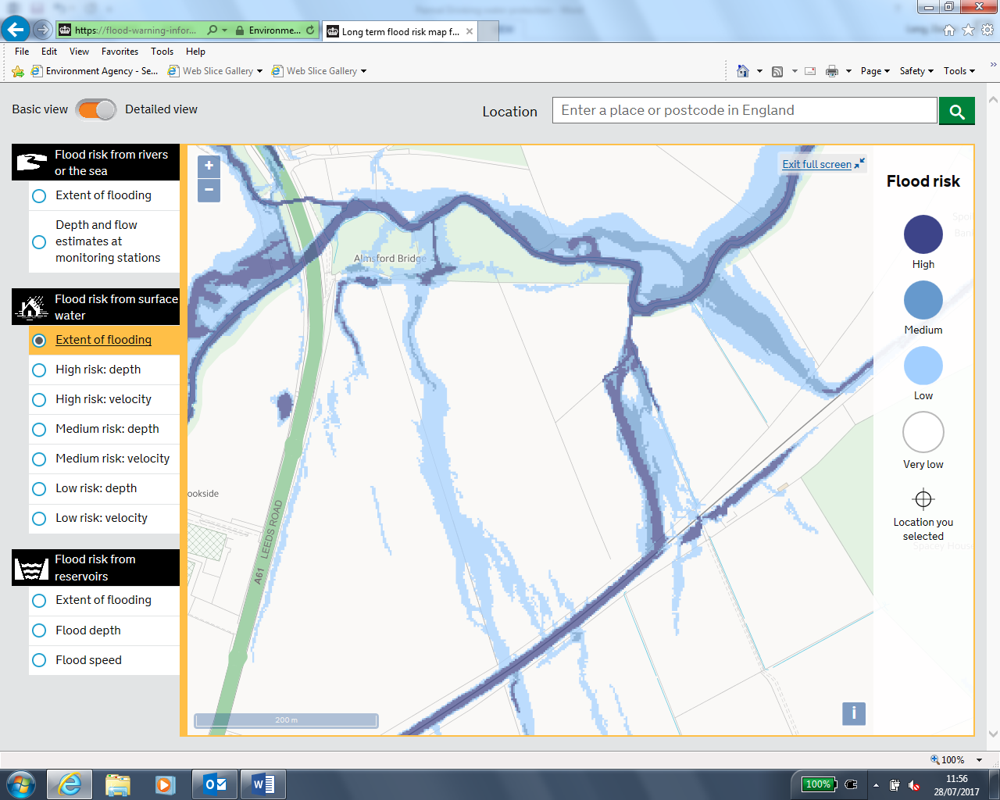 https://flood-warning-infor...
Environme...
Long term flood risk map f...
File Edit View Favorites Tools Help
Environment Agency - Se...
Web Slice Gallery
Web Slice Gallery
Page
Safety
Tools
Basic view
Detailed view
Location
Enter a place or postcode in England
Flood risk from rivers
or the sea
Extent of flooding
Depth and flow
estimates at
monitoring stations
Flood risk from surface
water
Extent of flooding
High risk: depth
High risk: velocity
Medium risk: depth
Medium risk: velocity
Low risk: depth
Low risk: velocity
Flood risk from
reservoirs
Extent of flooding
Flood depth
Flood speed
+
−
Exit full screen
Almsford Bridge
ookside
A61 LEEDS ROAD
200 m
Flood risk
High
Medium
Low
Very low
Location you
selected
Spacey House
i
100%
100%
11:56
28/07/2017